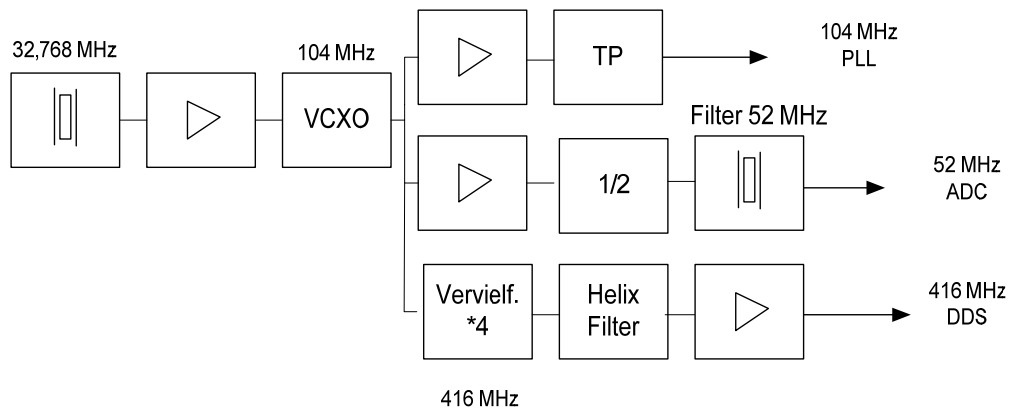 32,768 MHz
104 MHz
VCXO
TP
104 MHz
PLL
Filter 52 MHz
1/2
52 MHz
ADC
Vervielf.
*4
Helix
Filter
416 MHz
DDS
416 MHz